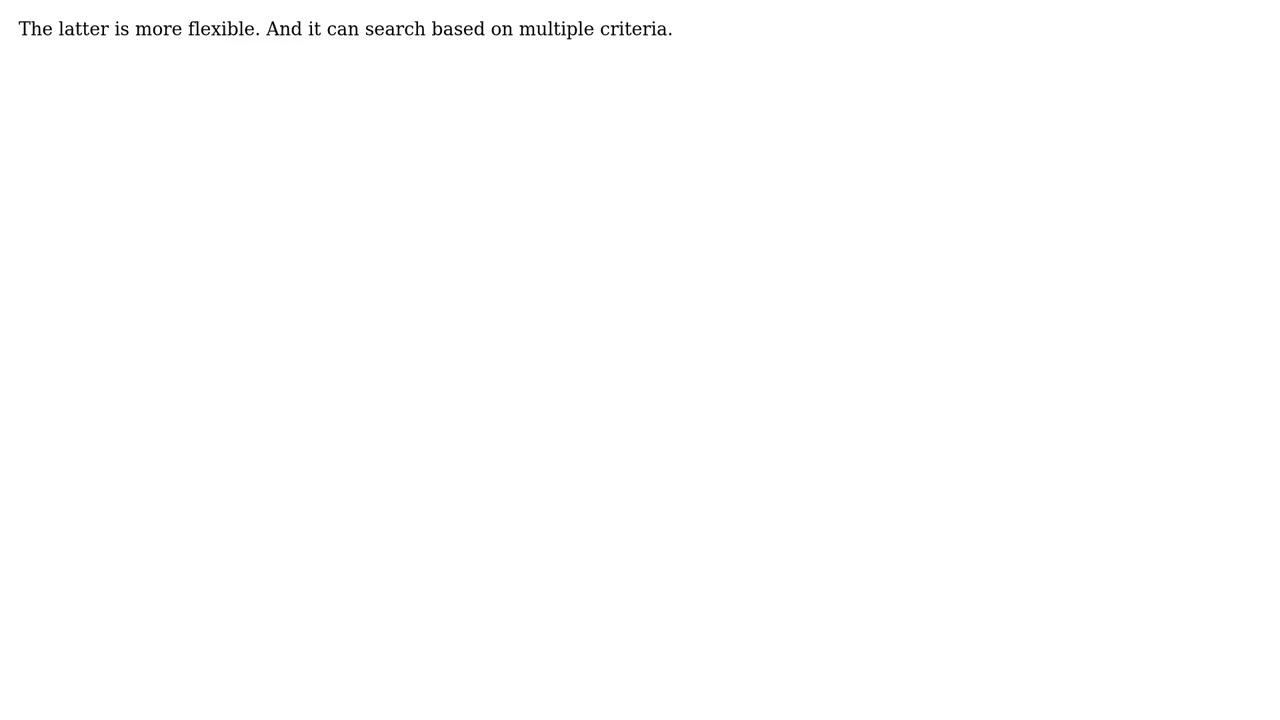 The latter is more flexible. And it can search based on multiple criteria.